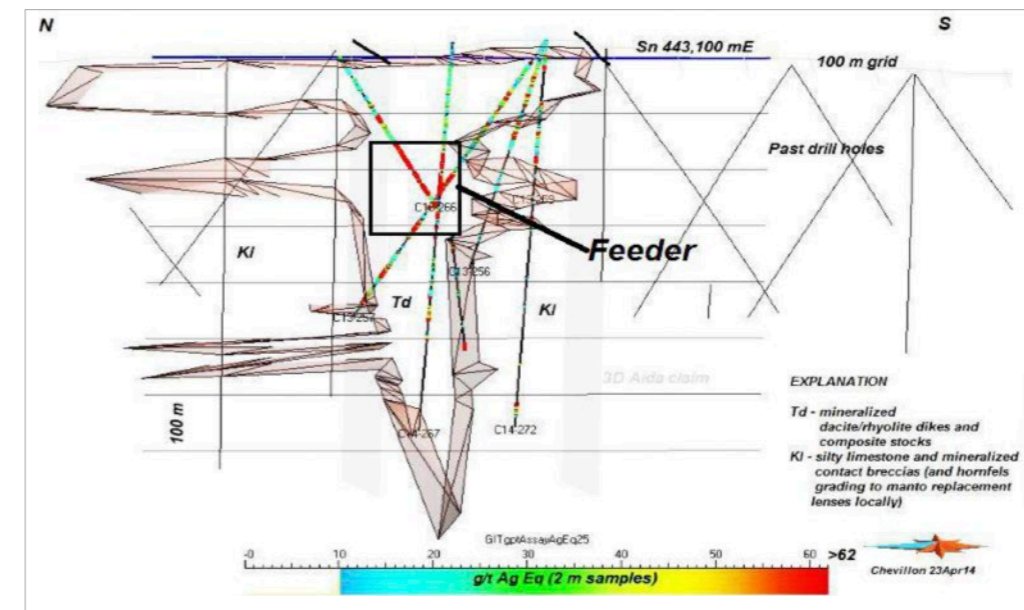 N
S
Sn 443,100 mE
100 m grid
Past drill holes
Kl
Feeder
C13-256
Td
Kl
3D Aida claim
EXPLANATION
Td - mineralized
dacite/rhyolite dikes and
composite stocks
Kl - silty limestone and mineralized
contact breccias (and hornfels
grading to manto replacement
lenses locally)
100 m
C14-267
C14-272
-0 10 20 30 40 50 60 >62
g/t Ag Eq (2 m samples)
Chevillon 23Apr14